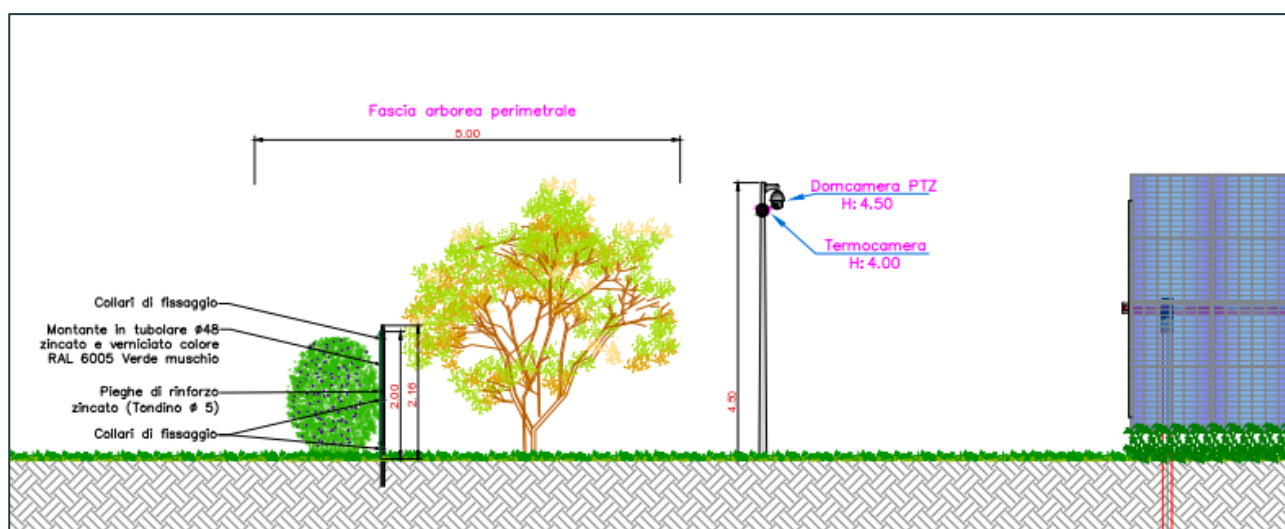 Fascia arborea perimetrale
5.00
Domcamera PTZ
H: 4.50
Termocamera
H: 4.00
Collari di fissaggio
Montante in tubolare ø48
zincato e verniciato colore
RAL 6005 Verde muschio
Pieghe di rinforzo
zincato (Tondino ø 5)
Collari di fissaggio
2.00
2.16
4.50